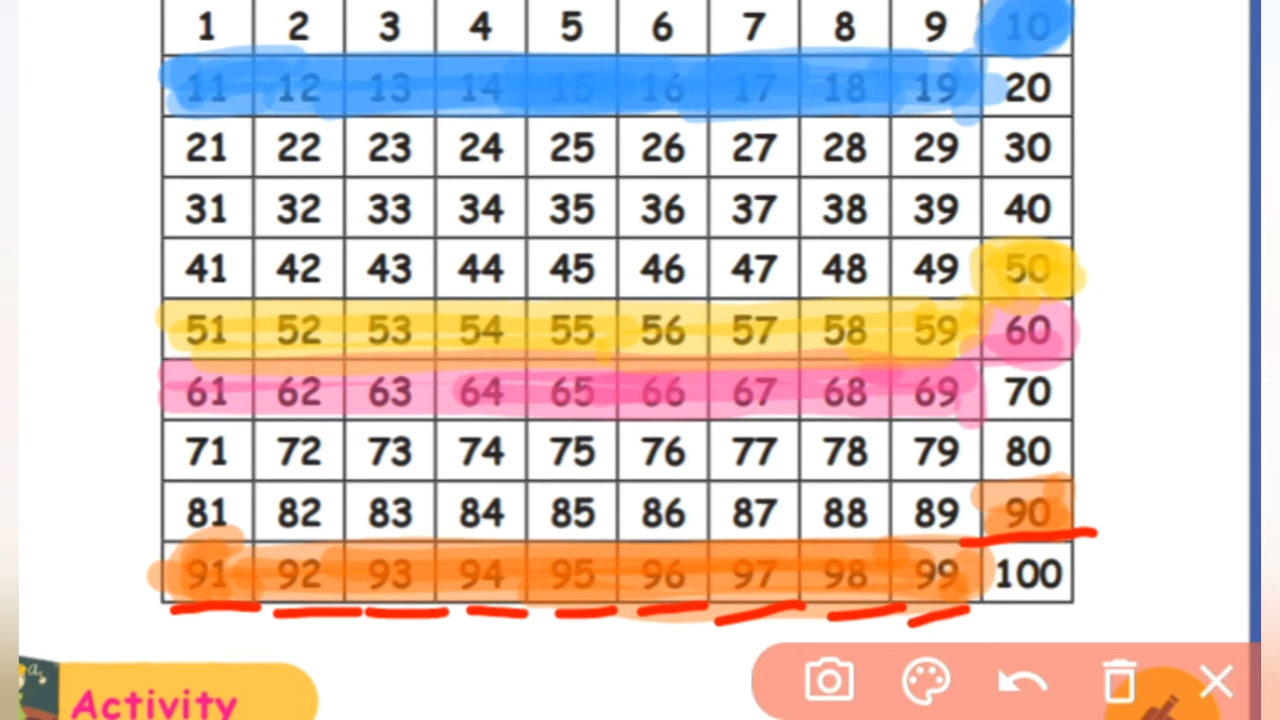 1 2 3 4 5 6 7 8 9 10
11 12 13 14 15 16 17 18 19 20
21 22 23 24 25 26 27 28 29 30
31 32 33 34 35 36 37 38 39 40
41 42 43 44 45 46 47 48 49 50
51 52 53 54 55 56 57 58 59 60
61 62 63 64 65 66 67 68 69 70
71 72 73 74 75 76 77 78 79 80
81 82 83 84 85 86 87 88 89 90
91 92 93 94 95 96 97 98 99 100
Activity